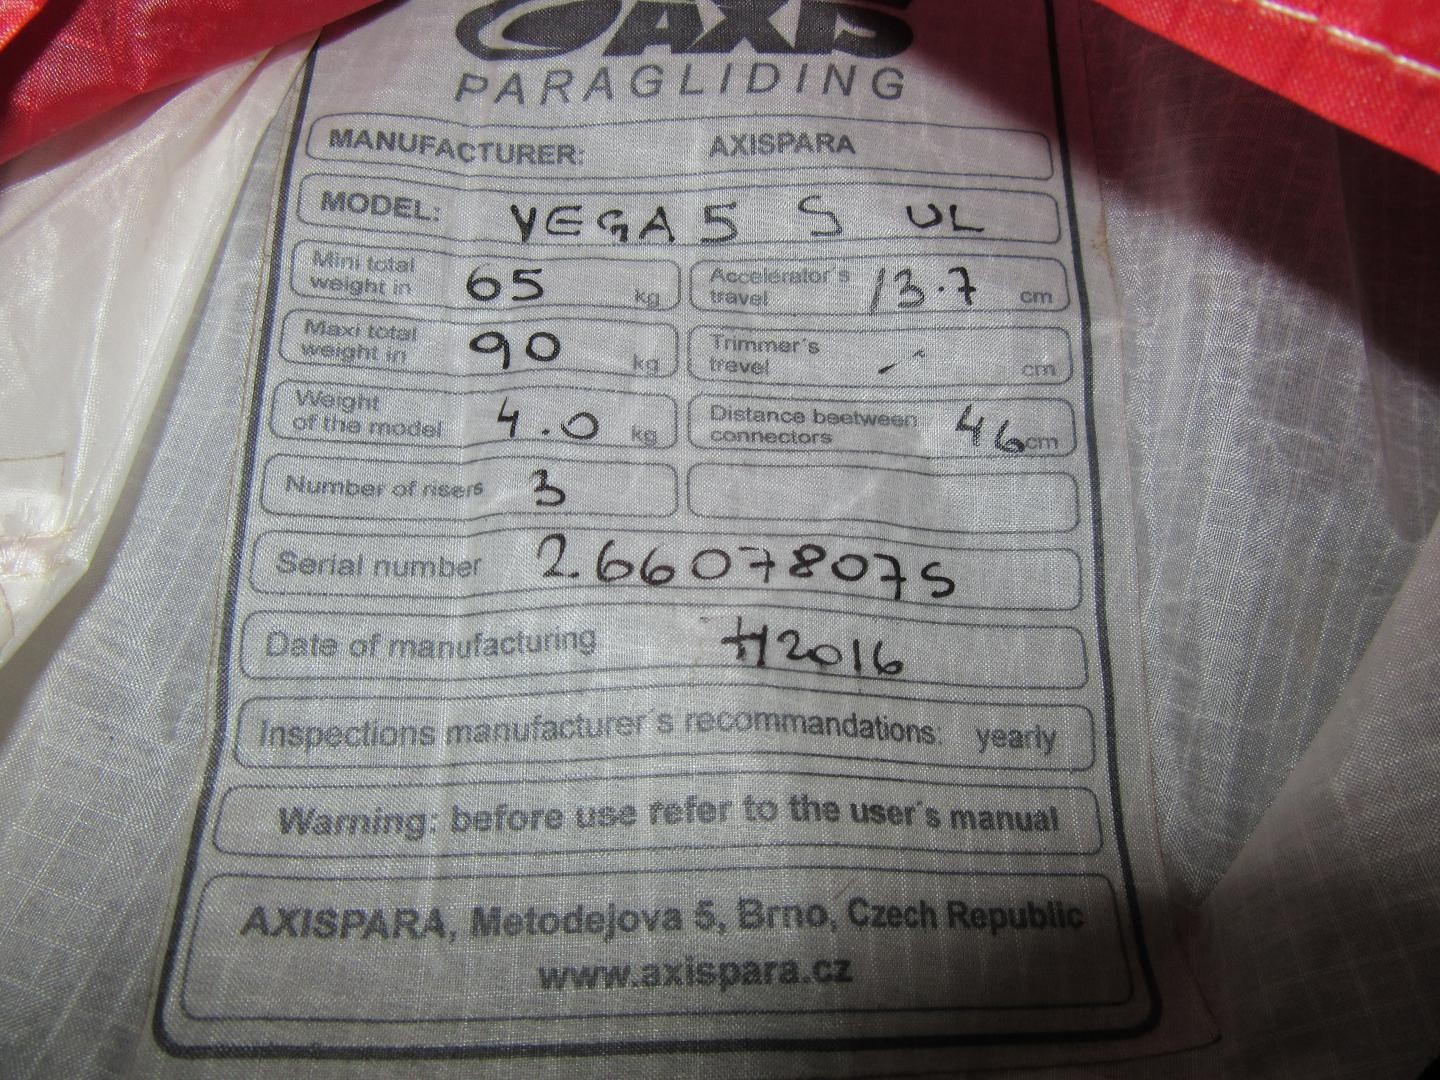 AXIS
PARAGLIDING
MANUFACTURER: AXISPARA
MODEL: VEGA 5 S UL
Mini total
weight in 65 kg
Accelerator´s
travel 13.7 cm
Maxi total
weight in 90 kg
Trimmer´s
trevel - cm
Weight
of the model 4.0 kg
Distance beetween
connectors 46 cm
Number of risers 3
Serial number 266078075
Date of manufacturing 2016
Inspections manufacturer´s recommandations: yearly
Warning: before use refer to the user´s manual
AXISPARA, Metodejova 5, Brno, Czech Republic
www.axispara.cz